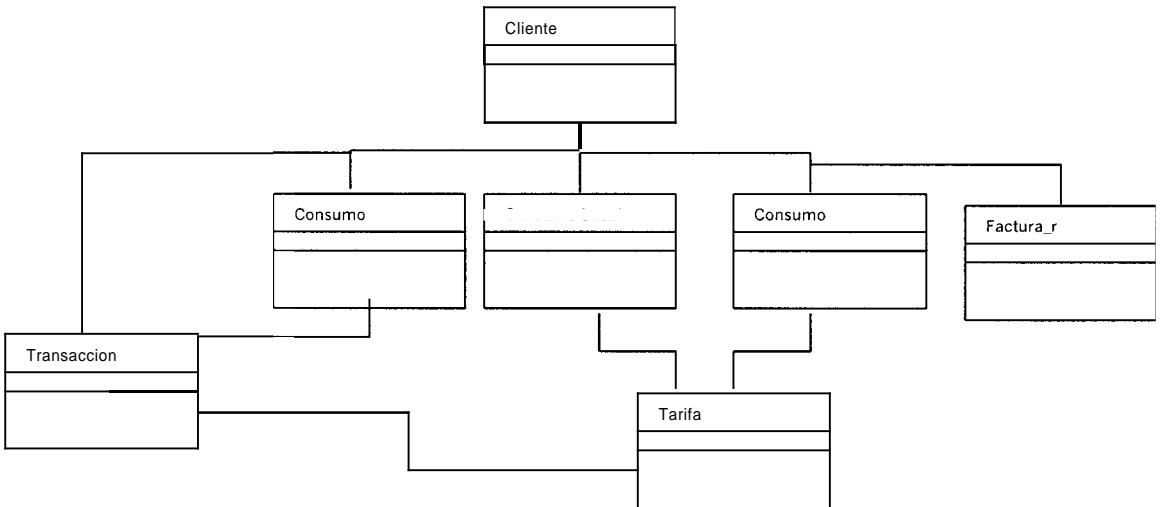 Cliente
Consumo
Consumo
Factura_r
Transaccion
Tarifa